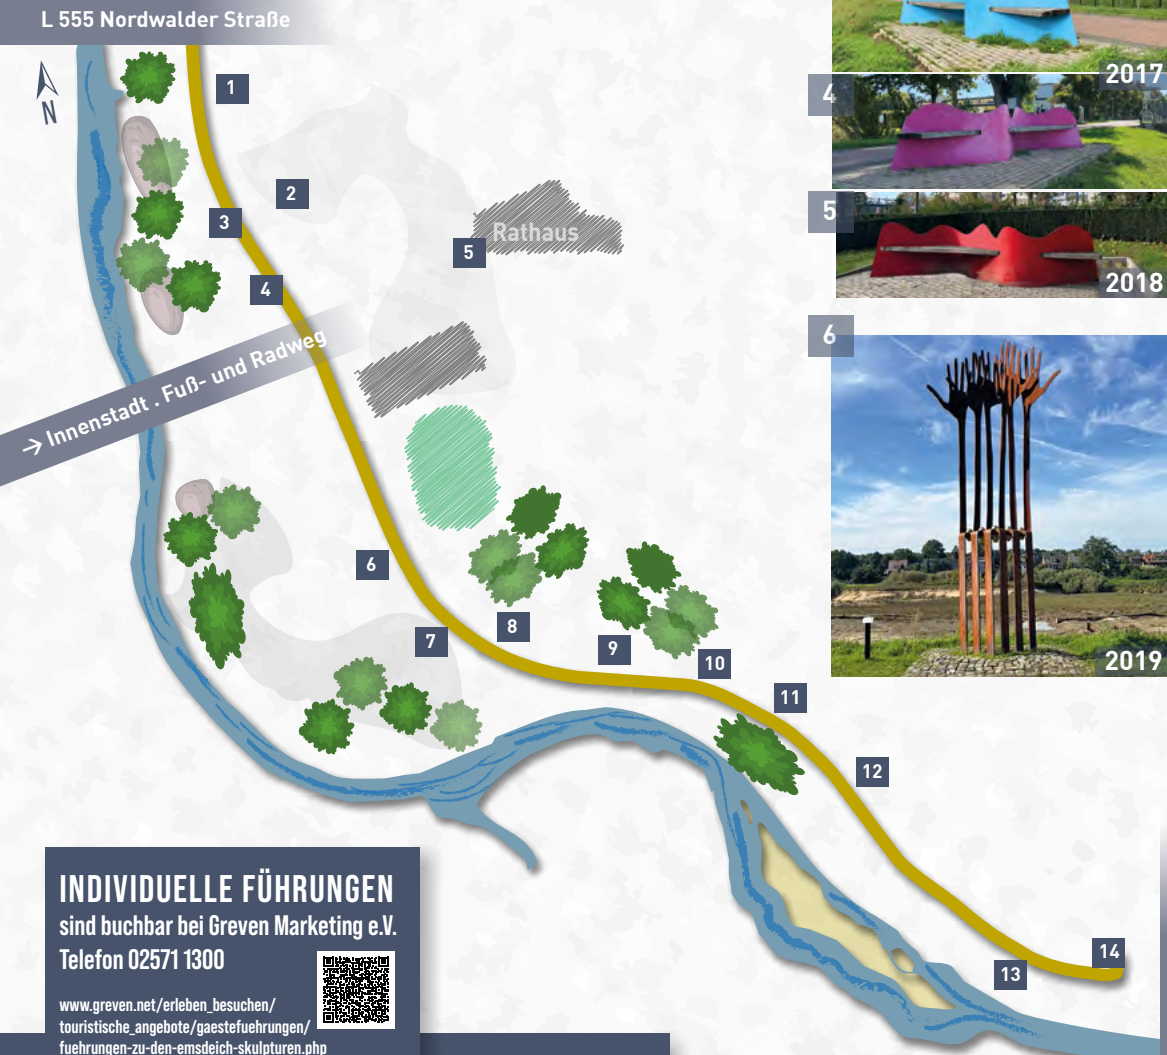 L 555 Nordwalder Straße
N
1
2
3
4
5
Rathaus
→ Innenstadt . Fuß- und Radweg
6
7
8
9
10
11
12
13
14
2017
4
5
2018
6
2019
INDIVIDUELLE FÜHRUNGEN
sind buchbar bei Greven Marketing e.V.
Telefon 02571 1300
www.greven.net/erleben_besuchen/
touristische_angebote/gaestefuehrungen/
fuehrungen-zu-den-emsdeich-skulpturen.php